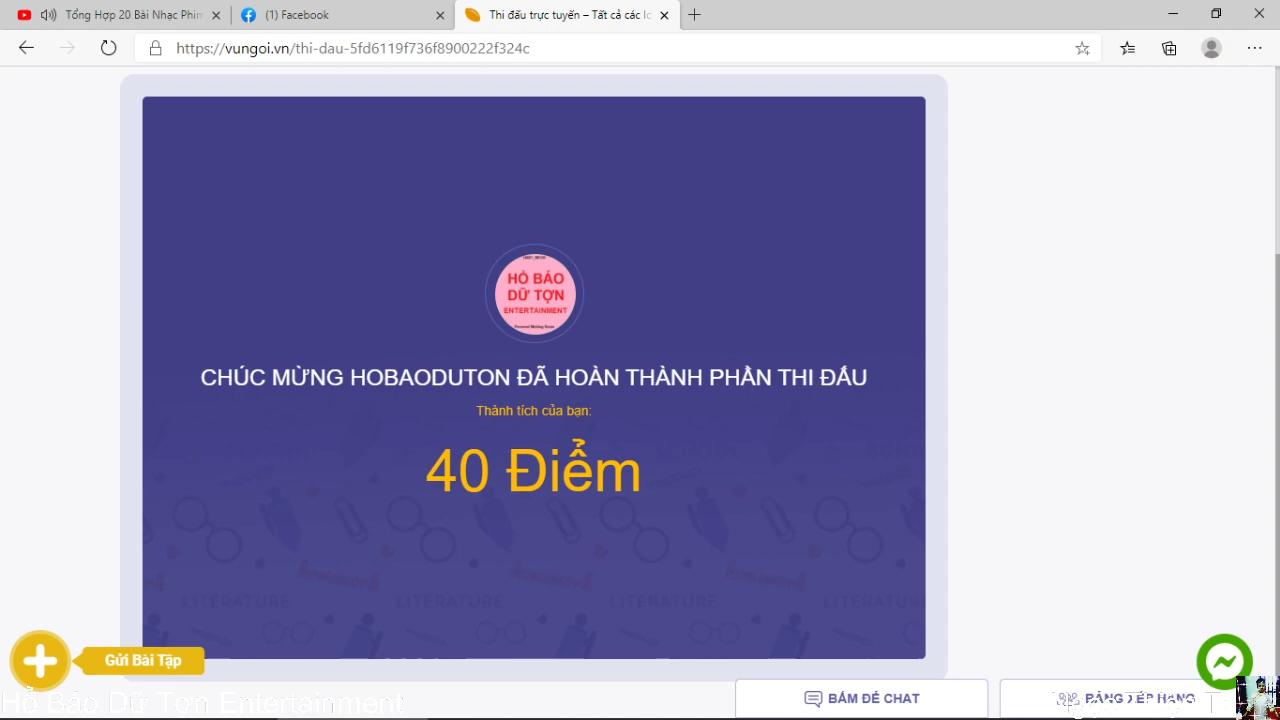 Tổng Hợp 20 Bài Nhạc Phim
(1) Facebook
Thi đấu trực tuyến – Tất cả các lo
https://vungoi.vn/thi-dau-5fd6119f736f8900222f324c
HỔ BÁO
DỮ TỢN
ENTERTAINMENT
CHÚC MỪNG HOBAODUTON ĐÃ HOÀN THÀNH PHẦN THI ĐẤU
Thành tích của bạn:
40 Điểm
LITERATURE LITERATURE LITERATURE LITERATURE
Gửi Bài Tập
Hổ Báo Dữ Tợn Entertainment
BẤM ĐỂ CHAT
BẢNG XẾP HẠNG